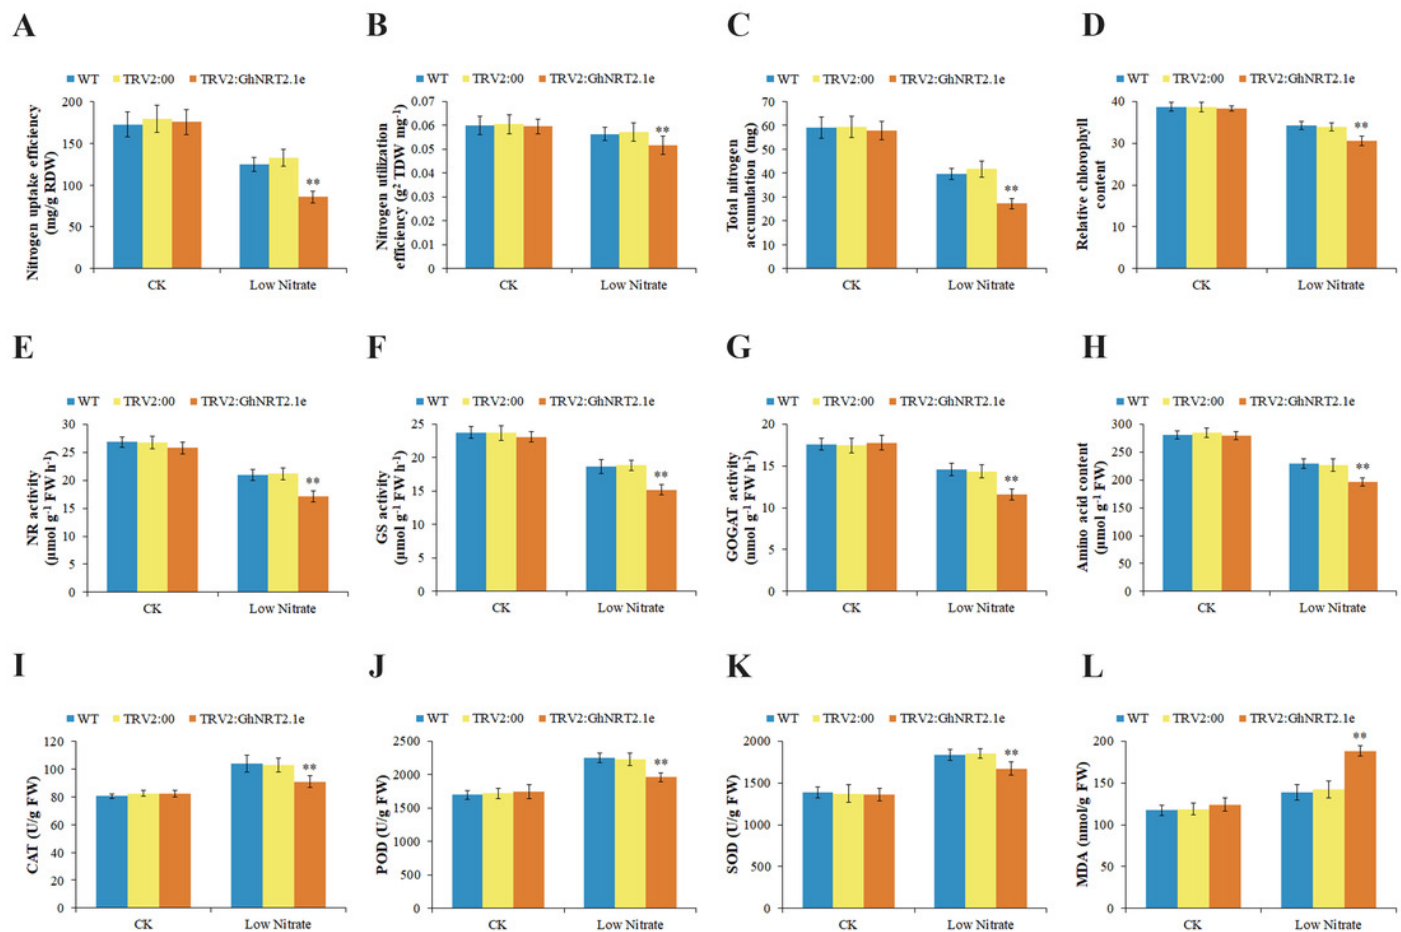 A
B
C
D
WT TRV2:00 TRV2:GhNRT2.1e
WT TRV2:00 TRV2:GhNRT2.1e
WT TRV2:00 TRV2:GhNRT2.1e
WT TRV2:00 TRV2:GhNRT2.1e
Nitrogen uptake efficiency
(mg/g RDW)
200
150
100
50
0
**
CK Low Nitrate
Nitrogen utilization
efficiency (g² TDW mg⁻¹)
0.07
0.06
0.05
0.04
0.03
0.02
0.01
0
**
CK Low Nitrate
Total nitrogen
accumulation (mg)
70
60
50
40
30
20
10
0
**
CK Low Nitrate
Relative chlorophyll
content
40
30
20
10
0
**
CK Low Nitrate
E
F
G
H
WT TRV2:00 TRV2:GhNRT2.1e
WT TRV2:00 TRV2:GhNRT2.1e
WT TRV2:00 TRV2:GhNRT2.1e
WT TRV2:00 TRV2:GhNRT2.1e
NR activity
(μmol g⁻¹ FW h⁻¹)
30
25
20
15
10
5
0
**
CK Low Nitrate
GS activity
(μmol g⁻¹ FW h⁻¹)
25
20
15
10
5
0
**
CK Low Nitrate
GOGAT activity
(nmol g⁻¹ FW h⁻¹)
20
15
10
5
0
**
CK Low Nitrate
Amino acid content
(μmol g⁻¹ FW)
300
250
200
150
100
50
0
**
CK Low Nitrate
I
J
K
L
WT TRV2:00 TRV2:GhNRT2.1e
WT TRV2:00 TRV2:GhNRT2.1e
WT TRV2:00 TRV2:GhNRT2.1e
WT TRV2:00 TRV2:GhNRT2.1e
CAT (U/g FW)
120
100
80
60
40
20
0
**
CK Low Nitrate
POD (U/g FW)
2500
2000
1500
1000
500
0
**
CK Low Nitrate
SOD (U/g FW)
2000
1500
1000
500
0
**
CK Low Nitrate
MDA (nmol/g FW)
200
150
100
50
0
**
CK Low Nitrate